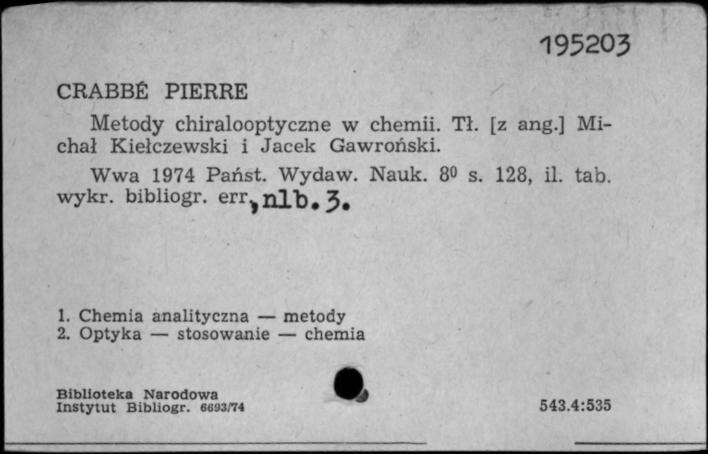 195203
CRABBÉ PIERRE
Metody chiralooptyczne w chemii. Tł. [z ang.] Mi-
chał Kiełczewski i Jacek Gawroński.
Wwa 1974 Państ. Wydaw. Nauk. 8⁰ s. 128, il. tab.
wykr. bibliogr. err., nlb. 3.
1. Chemia analityczna — metody
2. Optyka — stosowanie — chemia
Biblioteka Narodowa
Instytut Bibliogr. 6693/74
543.4:535